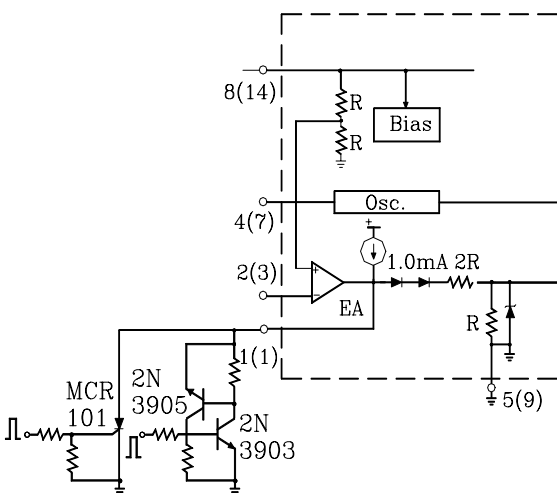 8(14)
R
R
Bias
4(7)
Osc.
+
2(3)
1.0mA 2R
+
−
EA
R
1(1)
5(9)
MCR
101
2N
3905
2N
3903